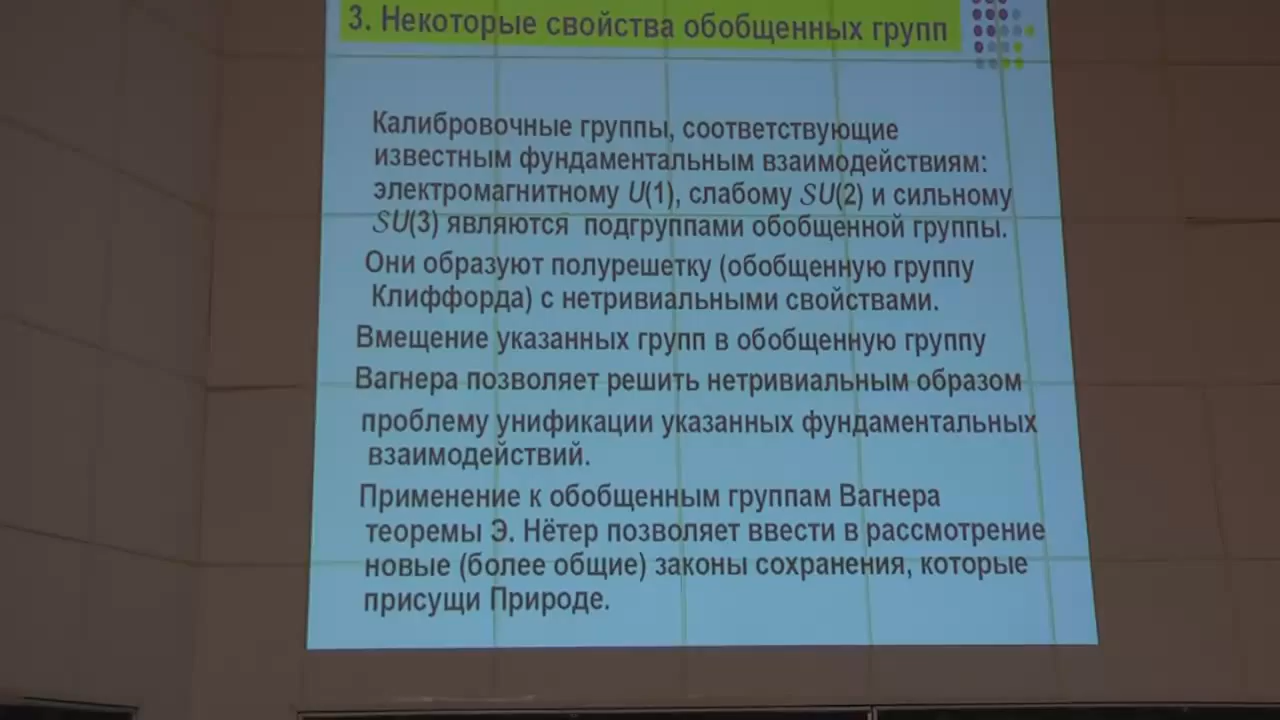 3. Некоторые свойства обобщенных групп
Калибровочные группы, соответствующие
известным фундаментальным взаимодействиям:
электромагнитному U(1), слабому SU(2) и сильному
SU(3) являются подгруппами обобщенной группы.
Они образуют полурешетку (обобщенную группу
Клиффорда) с нетривиальными свойствами.
Вмещение указанных групп в обобщенную группу
Вагнера позволяет решить нетривиальным образом
проблему унификации указанных фундаментальных
взаимодействий.
Применение к обобщенным группам Вагнера
теоремы Э. Нётер позволяет ввести в рассмотрение
новые (более общие) законы сохранения, которые
присущи Природе.